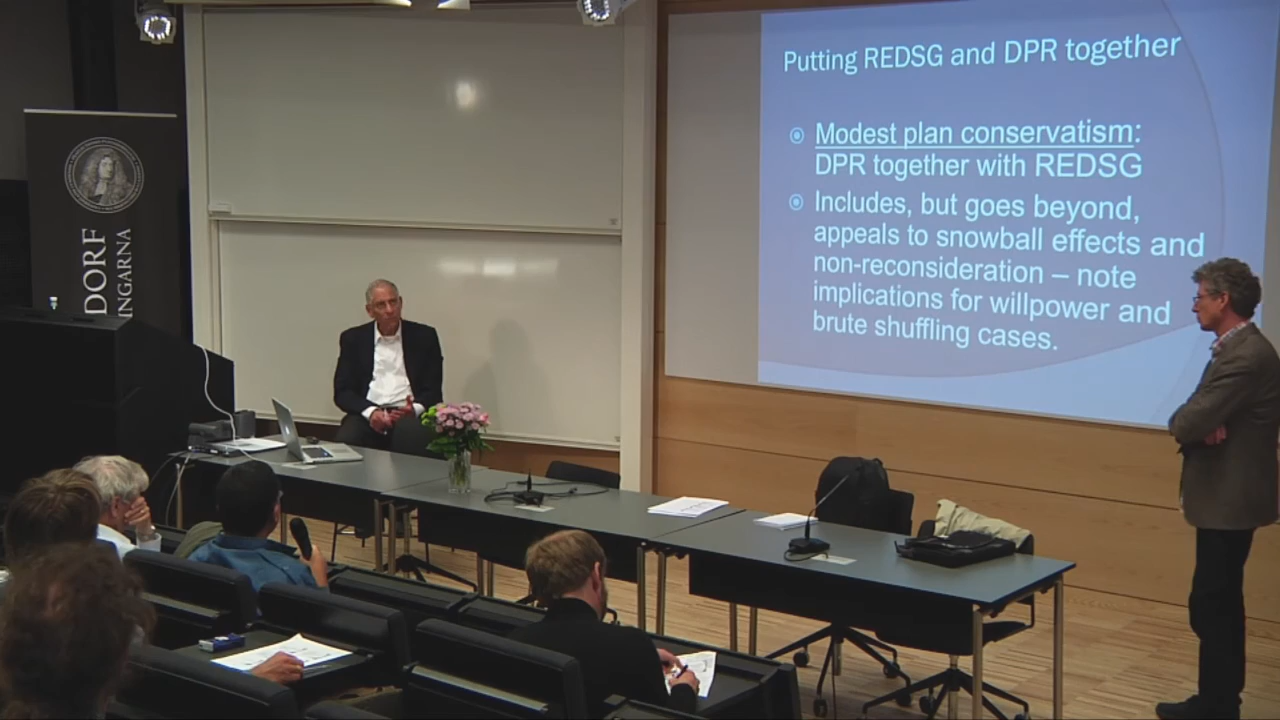 Putting REDSG and DPR together
Modest plan conservatism:
DPR together with REDSG
Includes, but goes beyond,
appeals to snowball effects and
non-reconsideration – note
implications for willpower and
brute shuffling cases.
DORF
INGARNA